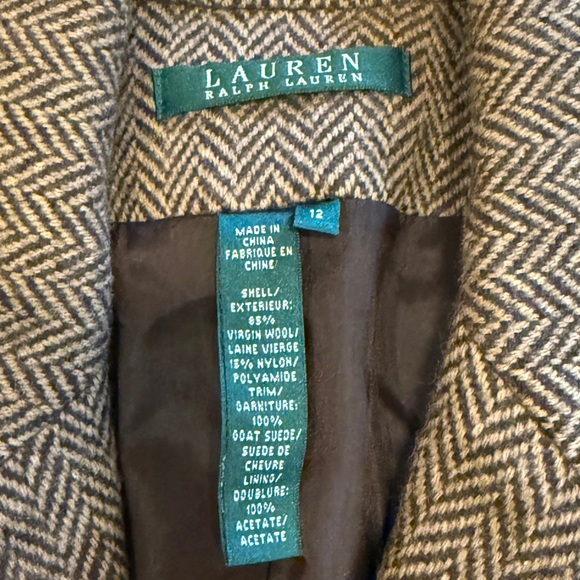 LAUREN
RALPH LAUREN
12
MADE IN
CHINA
FABRIQUE EN
CHINE
SHELL/
EXTERIEUR:
85%
VIRGIN WOOL/
LAINE VIERGE
15% NYLON/
POLYAMIDE
TRIM/
GARNITURE:
100%
GOAT SUEDE/
SUEDE DE
CHEVRE
LINING/
DOUBLURE:
100%
ACETATE/
ACETATE